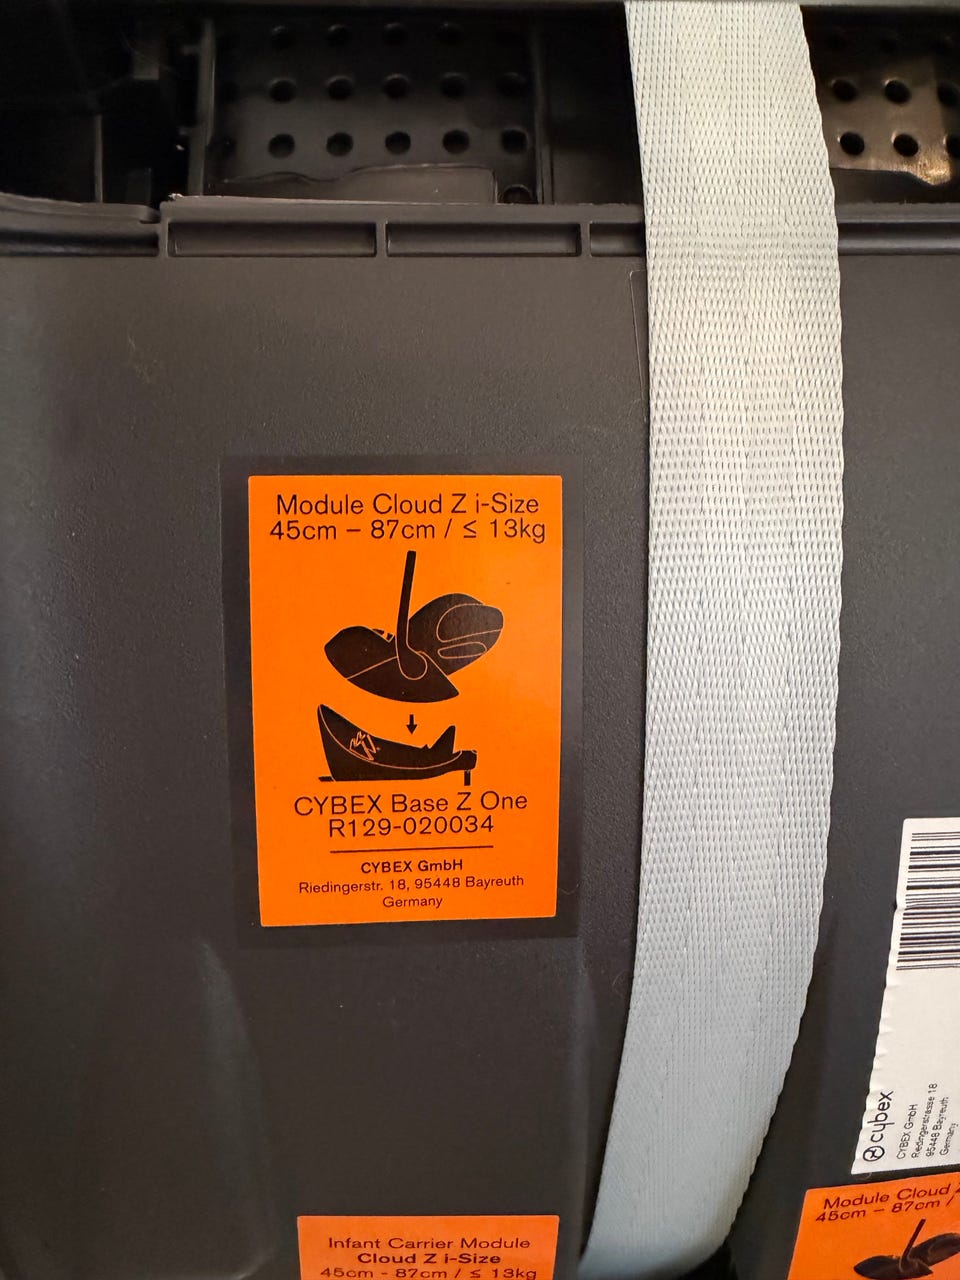 Module Cloud Z i-Size
45cm – 87cm / ≤ 13kg
CYBEX Base Z One
R129-020034
CYBEX GmbH
Riedingerstr. 18, 95448 Bayreuth
Germany
cybex
CYBEX GmbH
Riedingerstrasse 18
95448 Bayreuth
Germany
Module Cloud Z
45cm – 87cm /
Infant Carrier Module
Cloud Z i-Size
45cm - 87cm / ≤ 13kg